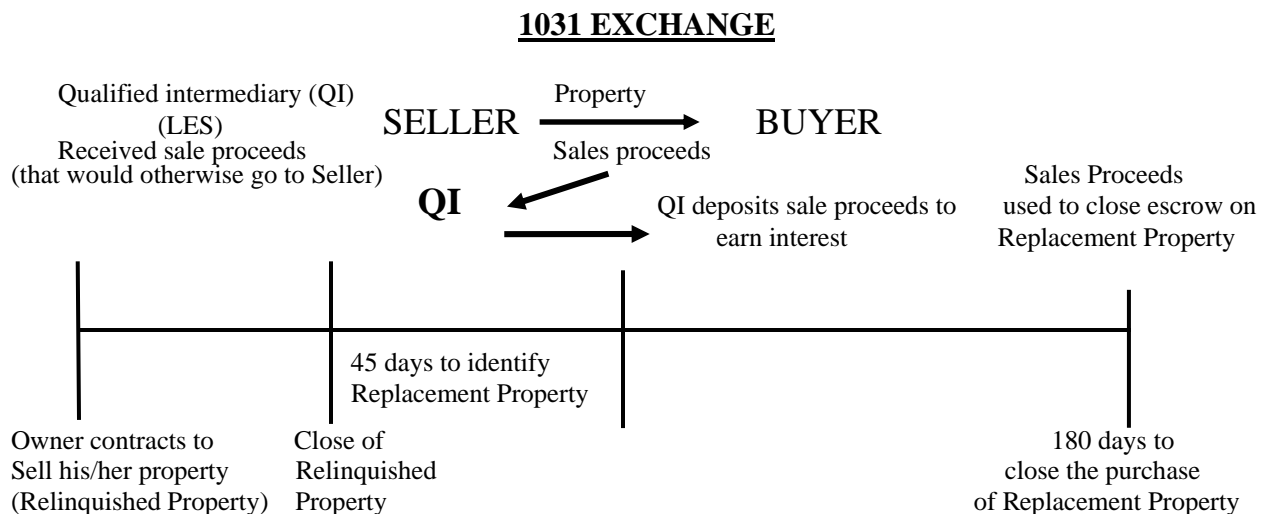 1031 EXCHANGE
Qualified intermediary (QI)
(LES)
Received sale proceeds
(that would otherwise go to Seller)
SELLER
Property
BUYER
Sales proceeds
QI
QI deposits sale proceeds to
earn interest
Sales Proceeds
used to close escrow on
Replacement Property
45 days to identify
Replacement Property
Owner contracts to
Sell his/her property
(Relinquished Property)
Close of
Relinquished
Property
180 days to
close the purchase
of Replacement Property